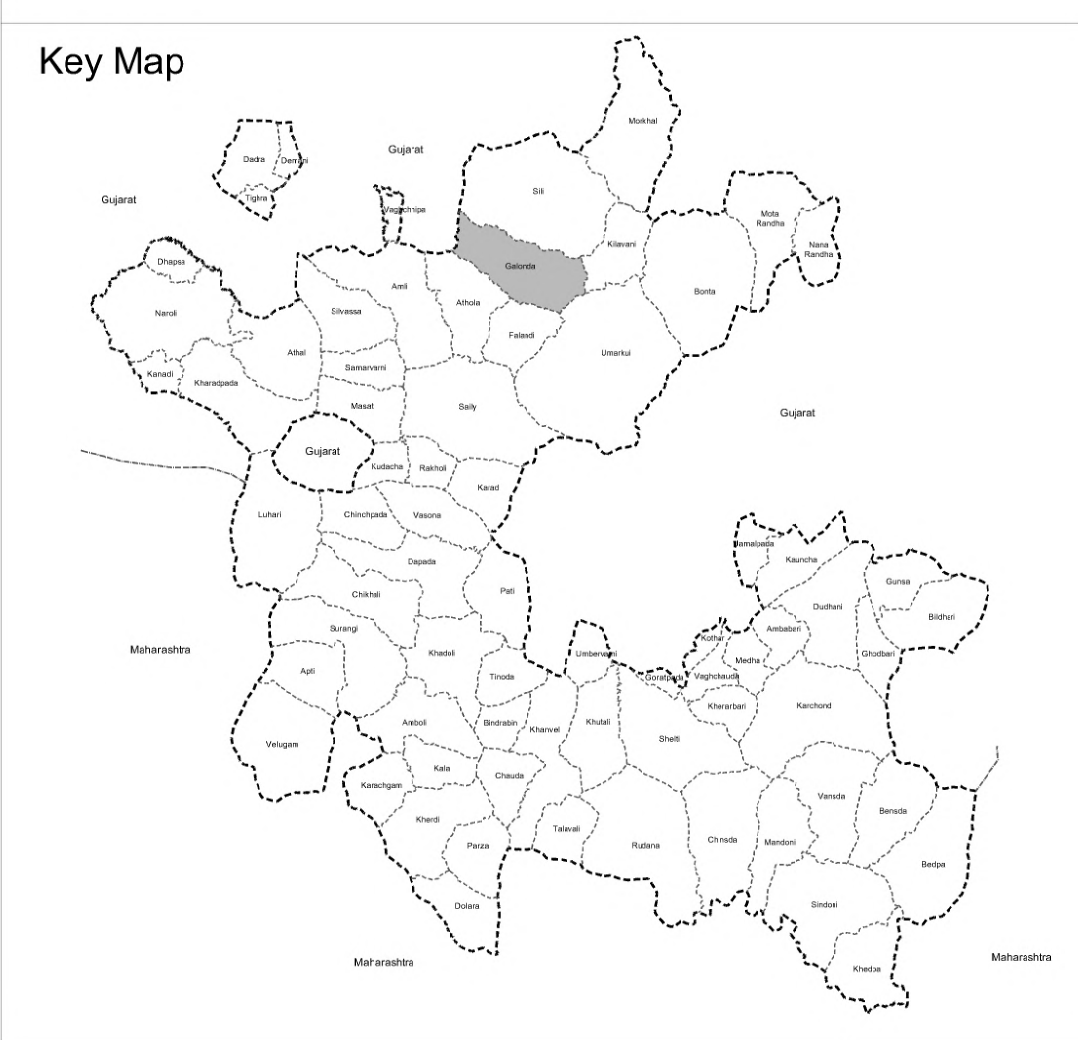 Key Map
Morkhal
Gujarat
Dadra
Derrani
Sili
Tighra
Gujarat
Vaghchhipa
Mota
Randha
Kilavani
Nana
Randha
Dhapsa
Galonda
Amli
Bonta
Athola
Naroli
Silvassa
Falandi
Athal
Umarkui
Samarvarni
Kanadi
Kharadpada
Masat
Saily
Gujarat
Gujarat
Kudacha
Rakholi
Karad
Luhari
Chinchpada
Vasona
Jamalpada
Kauncha
Dapada
Gunsa
Pati
Chikhali
Dudhani
Bildhari
Surangi
Ambabari
Kothar
Maharashtra
Khadoli
Umbervarni
Ghodbari
Medha
Apti
Tinoda
Goratpada
Vaghchauda
Kherarbari
Karchond
Amboli
Bindrabin
Khanvel
Khutali
Shelti
Velugam
Kala
Chauda
Karachgam
Vansda
Bensda
Kherdi
Talavali
Parza
Rudana
Chinsda
Mandoni
Bedpa
Dolara
Sindoni
Maharashtra
Maharashtra
Khedpa